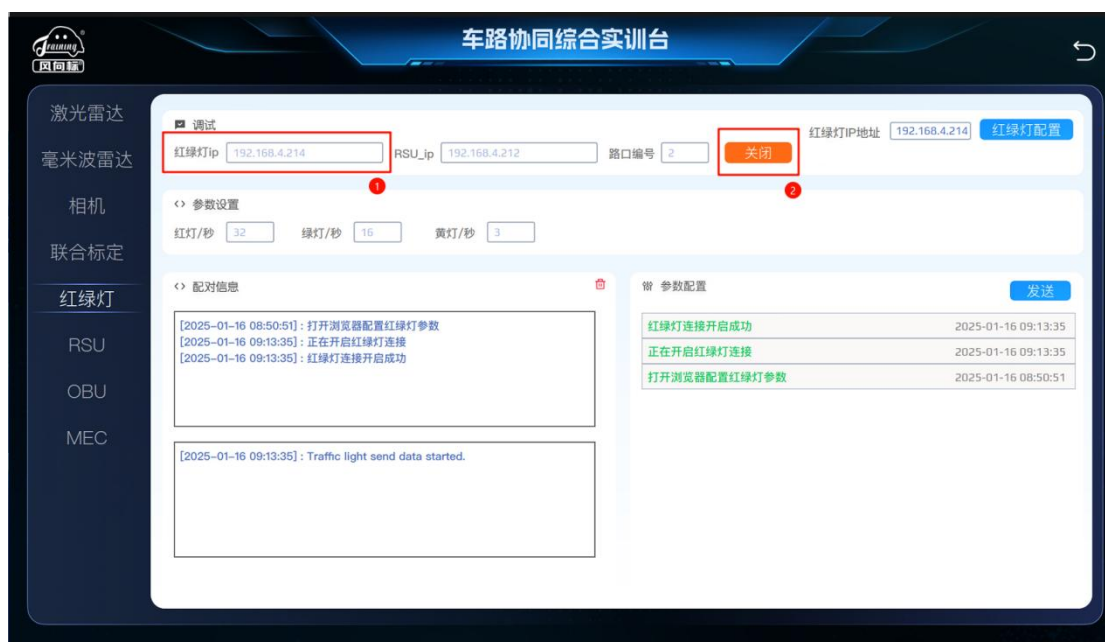 Training
风向标
车路协同综合实训台
激光雷达
毫米波雷达
相机
联合标定
红绿灯
RSU
OBU
MEC
调试
红绿灯ip 192.168.4.214 RSU_ip 192.168.4.212 路口编号 2 关闭 红绿灯IP地址 192.168.4.214 红绿灯配置
1
2
<> 参数设置
红灯/秒 32 绿灯/秒 16 黄灯/秒 3
<> 配对信息
[2025-01-16 08:50:51] : 打开浏览器配置红绿灯参数
[2025-01-16 09:13:35] : 正在开启红绿灯连接
[2025-01-16 09:13:35] : 红绿灯连接开启成功
[2025-01-16 09:13:35] : Traffic light send data started.
参数配置 发送
红绿灯连接开启成功 2025-01-16 09:13:35
正在开启红绿灯连接 2025-01-16 09:13:35
打开浏览器配置红绿灯参数 2025-01-16 08:50:51